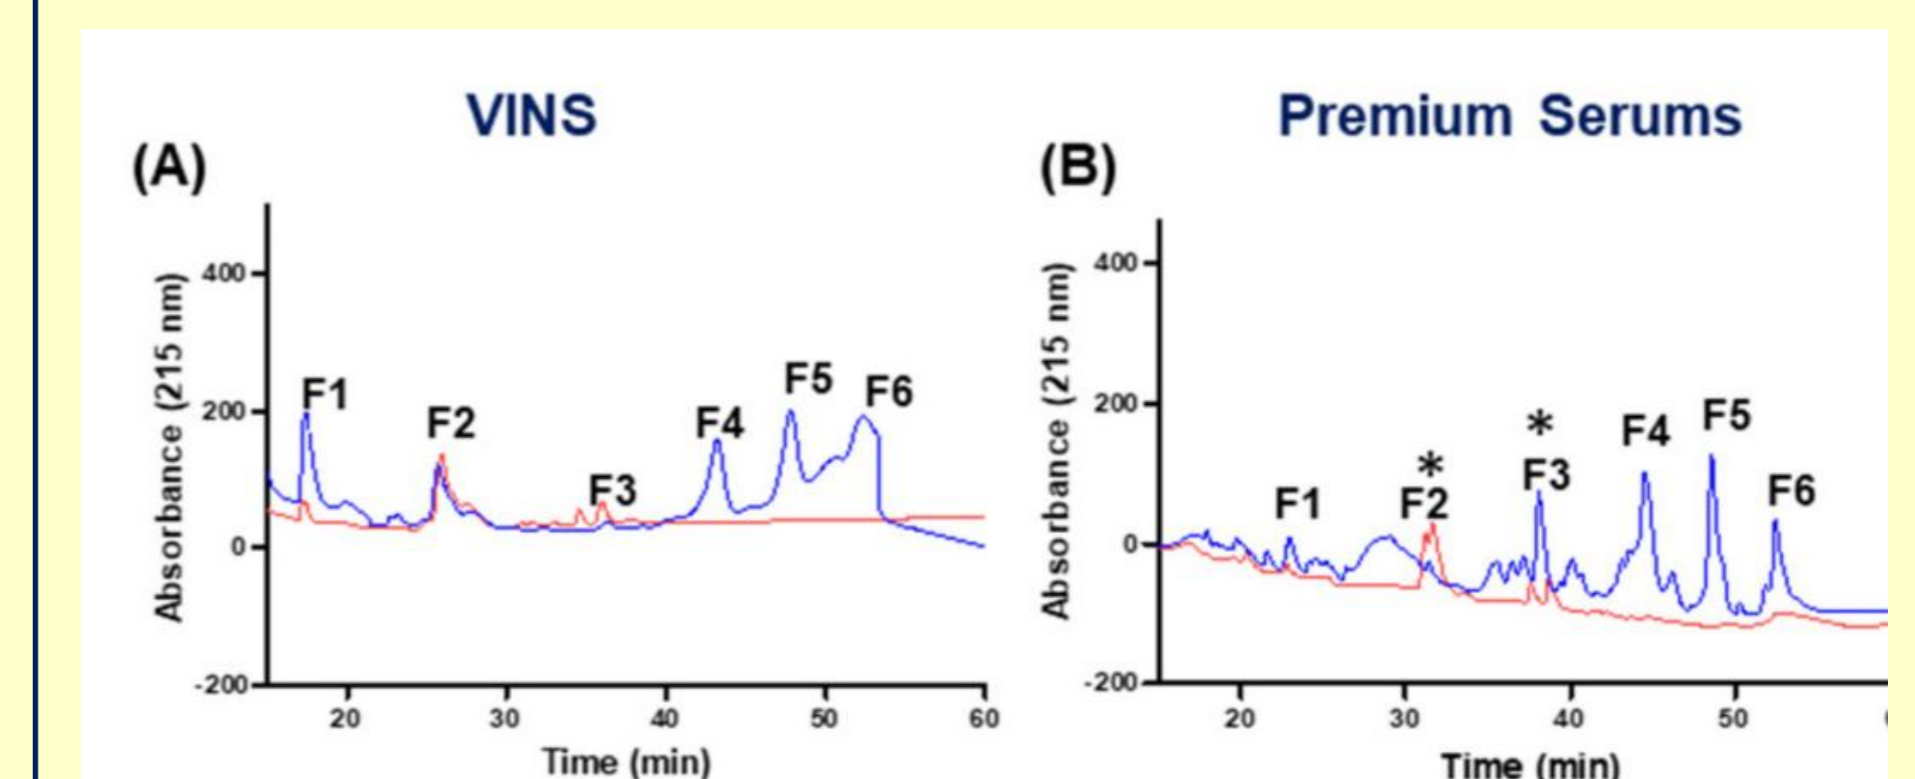 VINS
(A)
Absorbance (215 nm)
400
200
0
-200
F1
F2
F3
F4
F5
F6
20
30
40
50
60
Time (min)
Premium Serums
(B)
Absorbance (215 nm)
400
200
0
-200
F1
*
F2
*
F3
F4
F5
F6
20
30
40
50
Time (min)